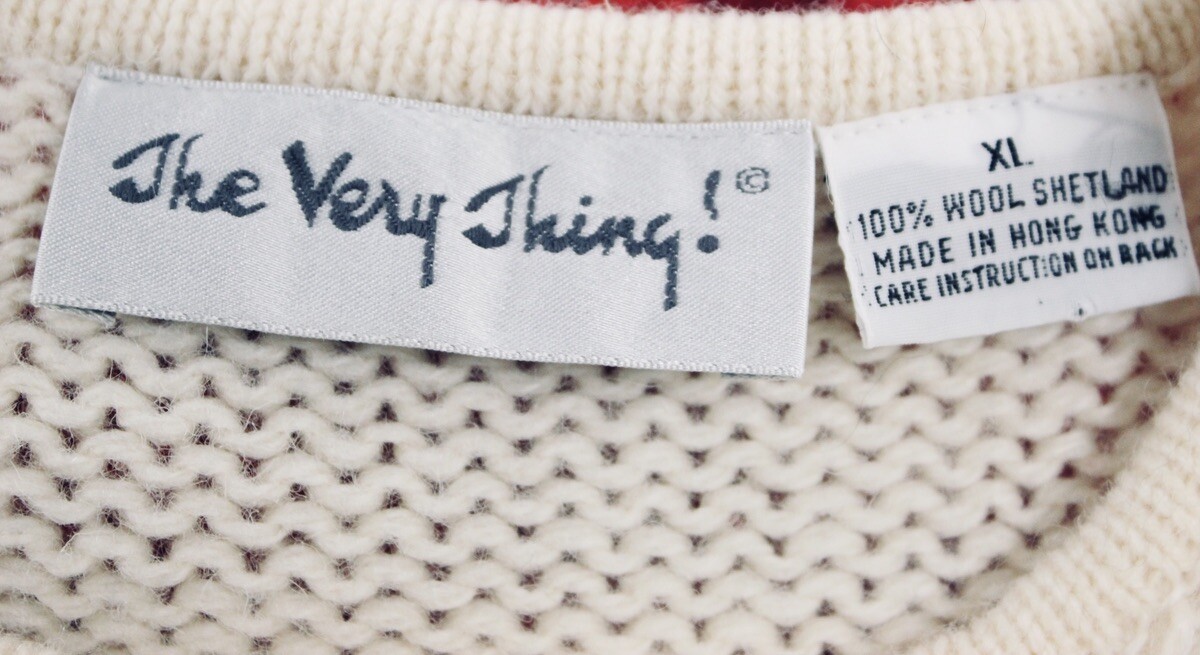 The Very Thing! ©
XL
100% WOOL SHETLAND
MADE IN HONG KONG
CARE INSTRUCTION ON BACK